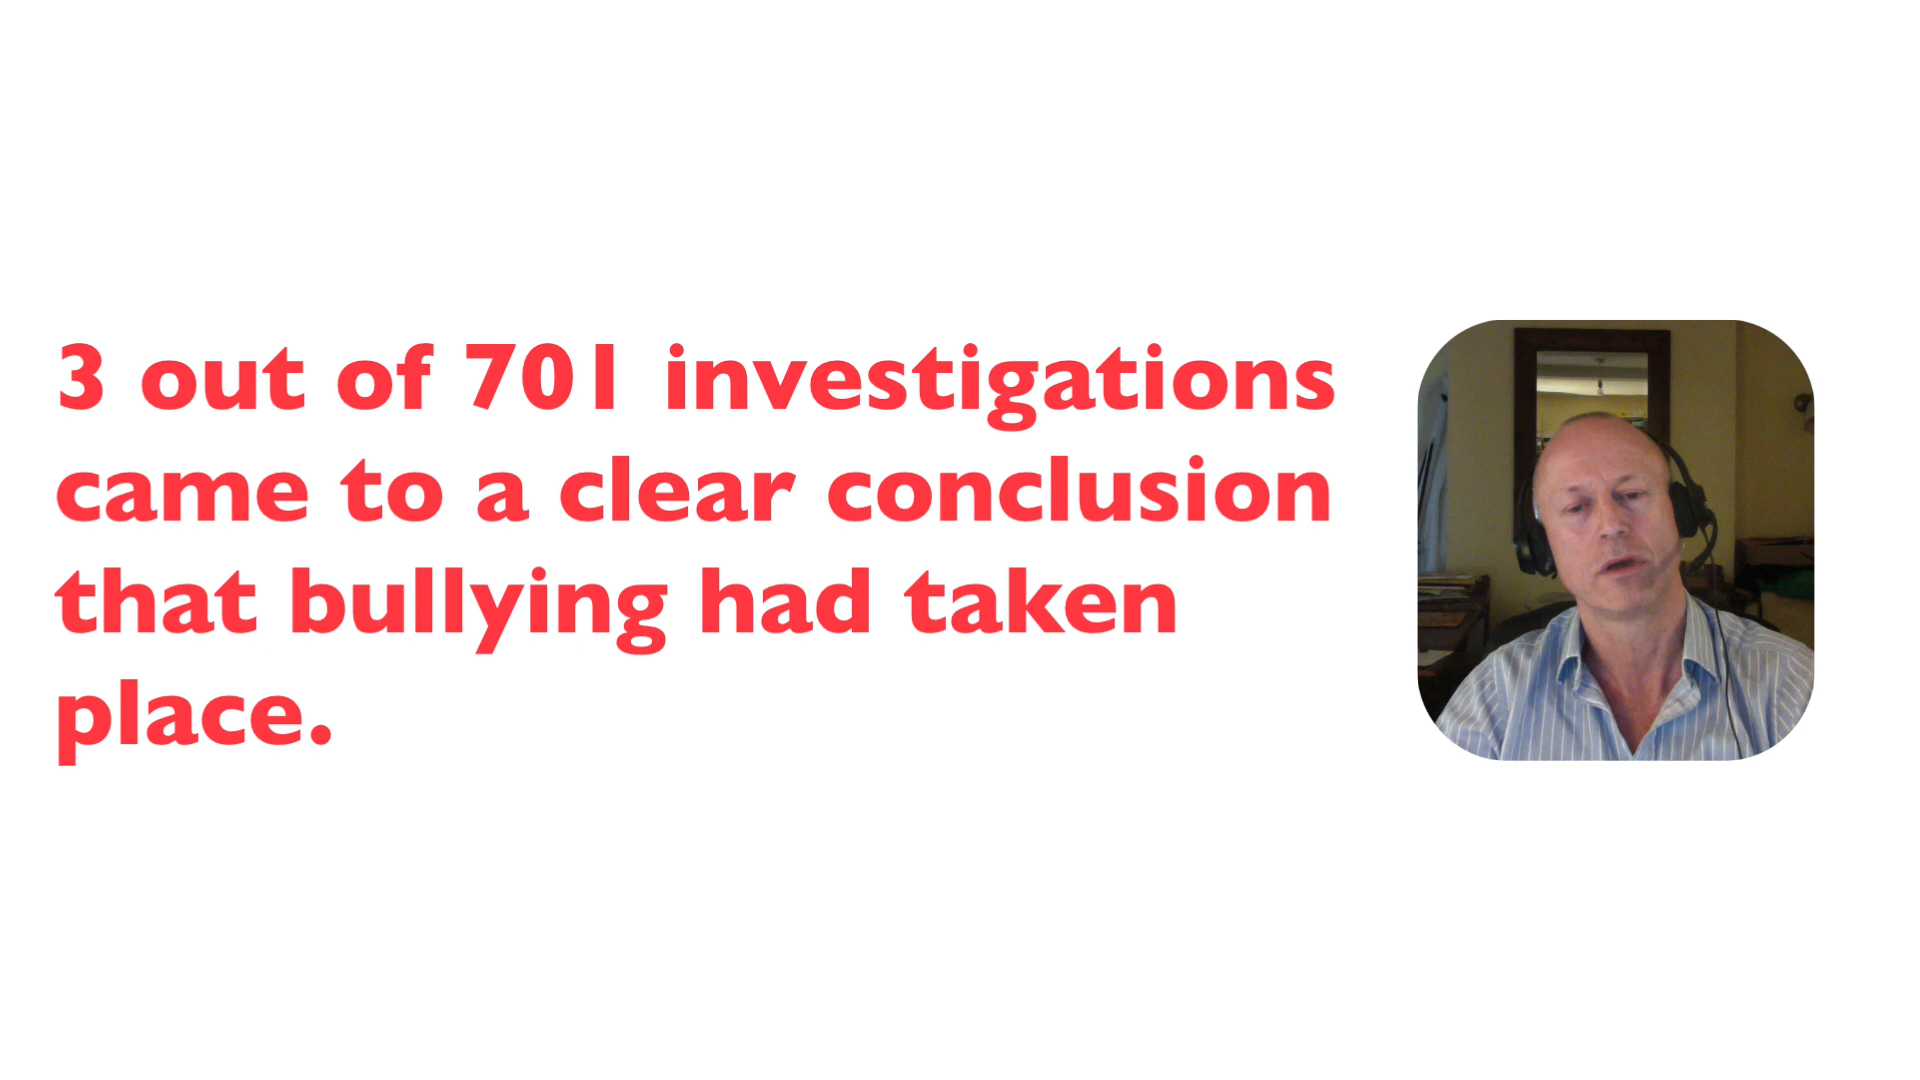 3 out of 701 investigations
came to a clear conclusion
that bullying had taken
place.